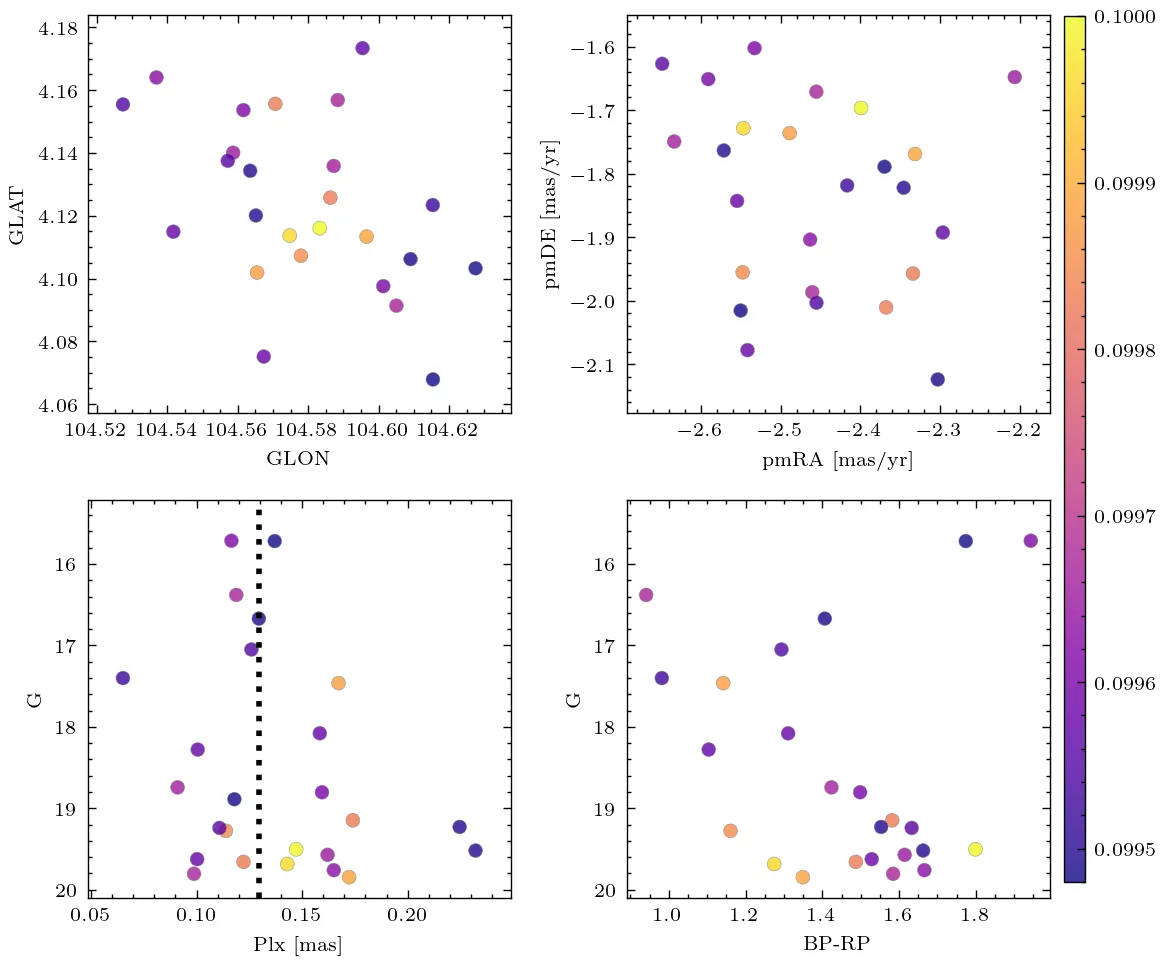 4.18
4.16
4.14
4.12
4.10
4.08
4.06
GLAT
104.52 104.54 104.56 104.58 104.60 104.62
GLON
−1.6
−1.7
−1.8
−1.9
−2.0
−2.1
pmDE [mas/yr]
−2.6 −2.5 −2.4 −2.3 −2.2
pmRA [mas/yr]
0.1000
0.0999
0.0998
0.0997
0.0996
0.0995
16
17
18
19
20
G
0.05 0.10 0.15 0.20
Plx [mas]
16
17
18
19
20
G
1.0 1.2 1.4 1.6 1.8
BP-RP